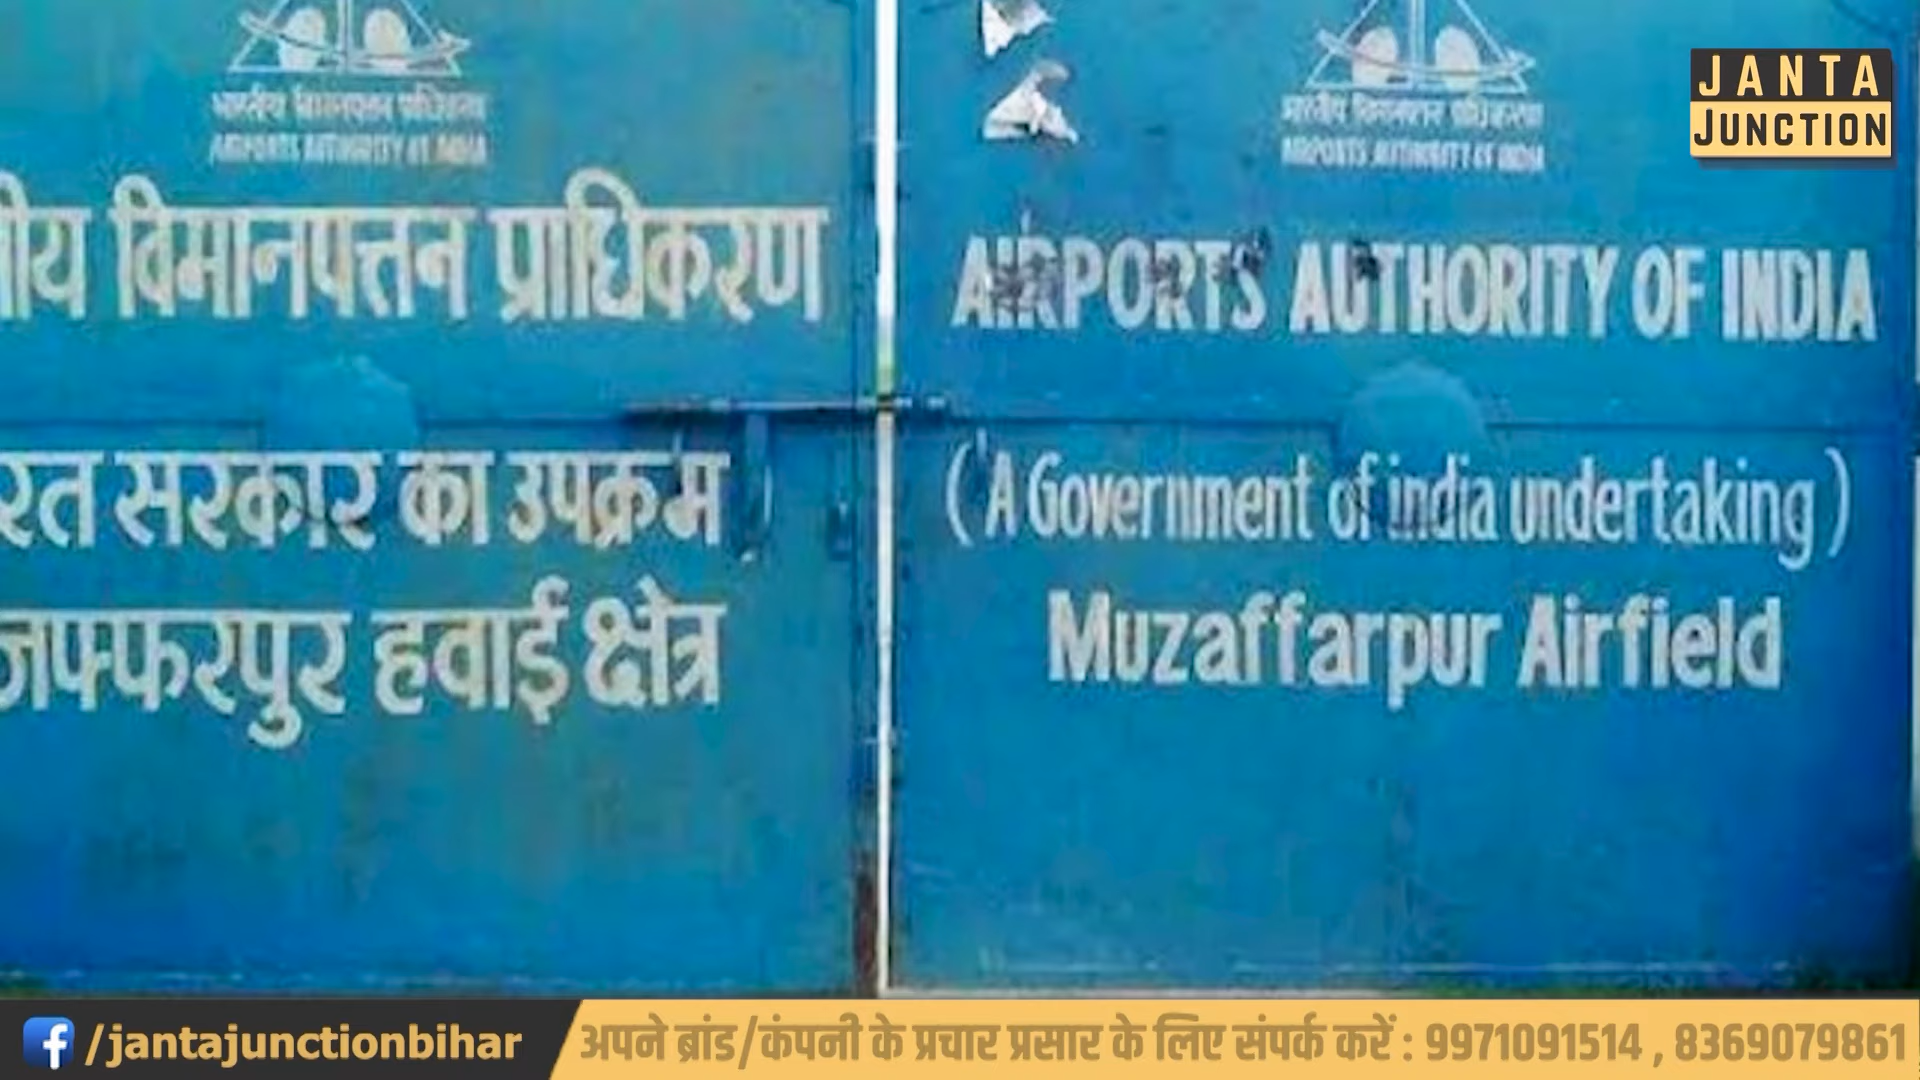 भारतीय विमानपत्तन प्राधिकरण
AIRPORTS AUTHORITY OF INDIA
ीय विमानपत्तन प्राधिकरण
रत सरकार का उपक्रम )
जफ्फरपुर हवाई क्षेत्र
भारतीय विमानपत्तन प्राधिकरण
AIRPORTS AUTHORITY OF INDIA
AIRPORTS AUTHORITY OF INDIA
( A Government of india undertaking )
Muzaffarpur Airfield
JANTA
JUNCTION
/jantajunctionbihar
अपने ब्रांड/कंपनी के प्रचार प्रसार के लिए संपर्क करें : 9971091514 , 8369079861